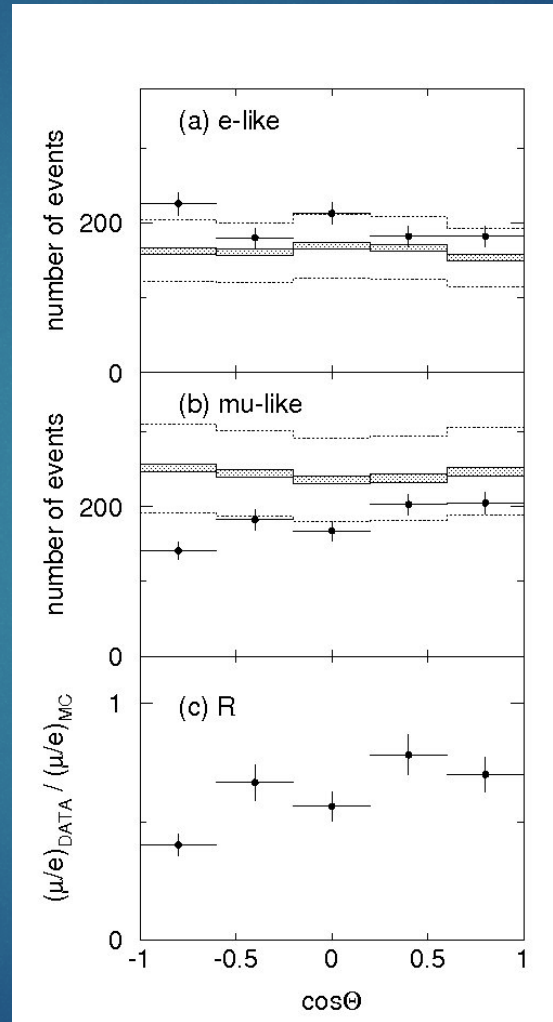 (a) e-like
number of events
200
0
(b) mu-like
number of events
200
0
(c) R
(μ/e)DATA / (μ/e)MC
1
0
-1 -0.5 0 0.5 1
cosΘ